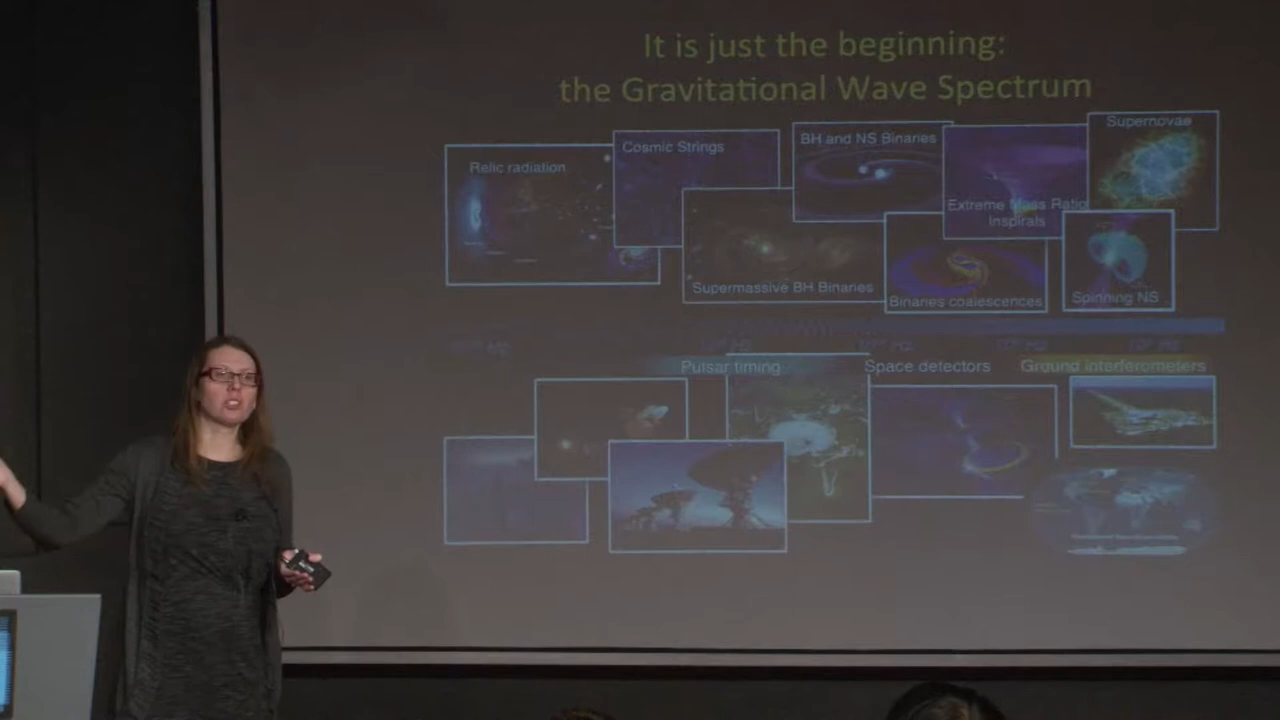 It is just the beginning:
the Gravitational Wave Spectrum
Relic radiation
Cosmic Strings
BH and NS Binaries
Supernovae
Extreme Mass Ratio
Inspirals
Supermassive BH Binaries
Binaries coalescences
Spinning NS
Pulsar timing
Space detectors
Ground interferometers